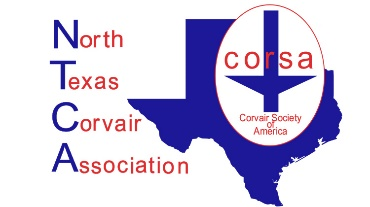 North
Texas
Corvair
Association
corsa
Corvair Society
of
America